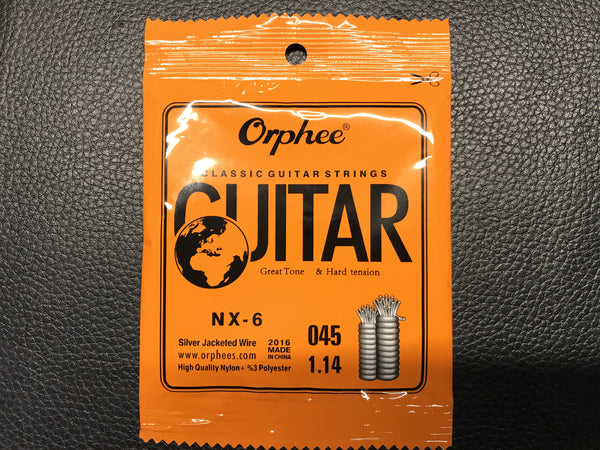 Orphee®
CLASSIC GUITAR STRINGS
GUITAR
Great Tone & Hard tension
NX-6
Silver Jacketed Wire
www.orphees.com
High Quality Nylon+ %3 Polyester
2016
MADE
IN CHINA
045
1.14